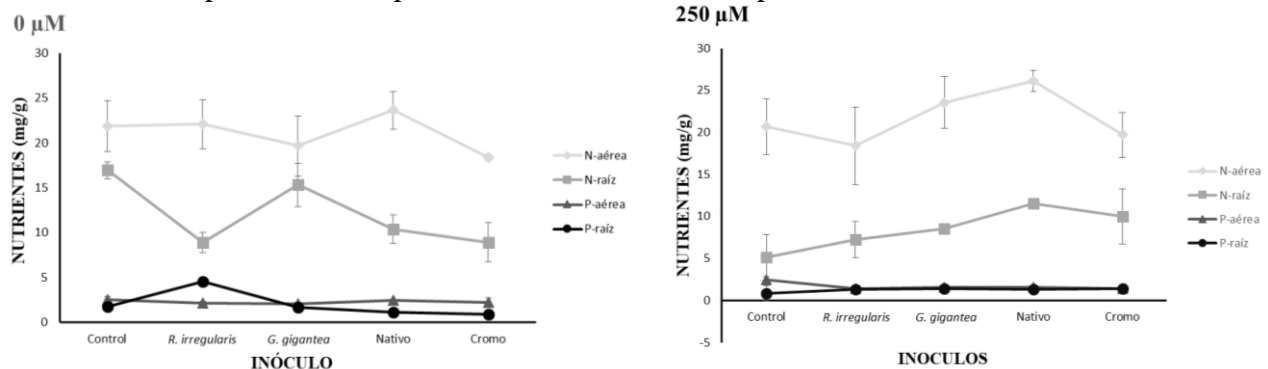 0 µM
30
25
20
15
10
5
0
NUTRIENTES (mg/g)
Control
R. irregularis
G. gigantea
Nativo
Cromo
INÓCULO
N-aérea
N-raíz
P-aérea
P-raíz
250 µM
30
25
20
15
10
5
0
-5
NUTRIENTES (mg/g)
Control
R. irregularis
G. gigantea
Nativo
Cromo
INOCULOS
N-aérea
N-raíz
P-aérea
P-raíz